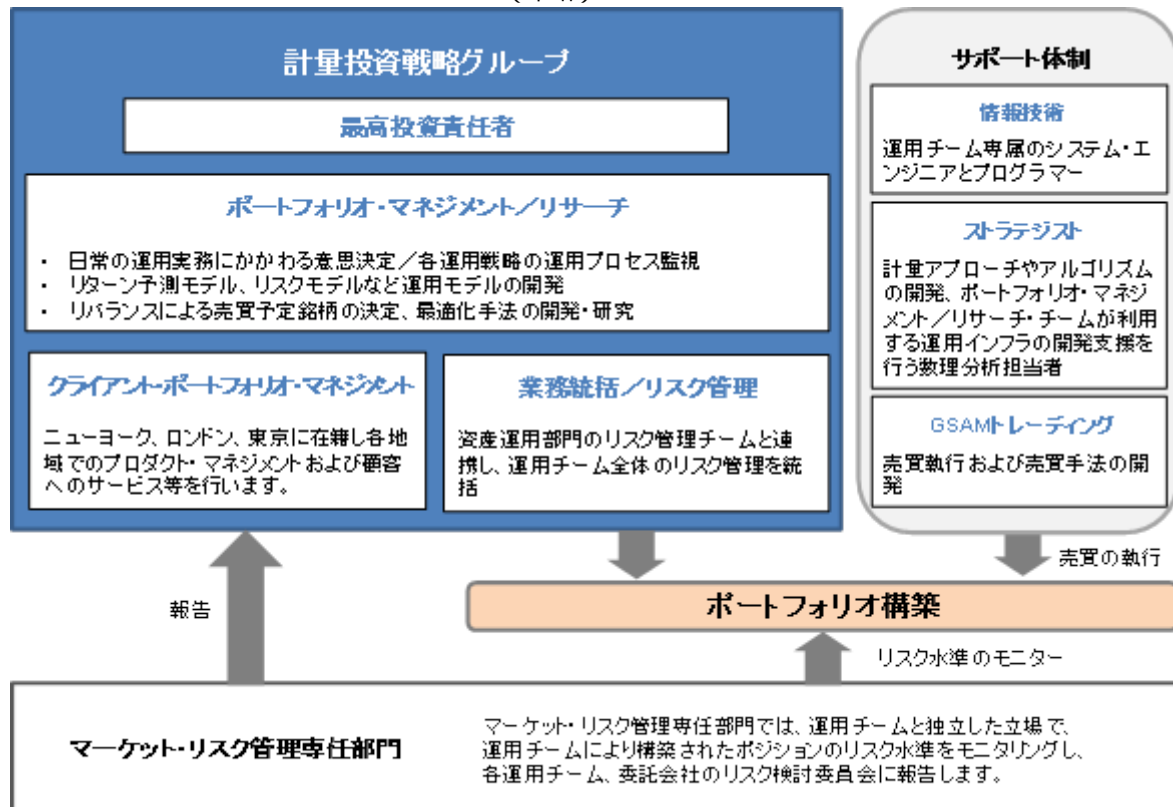 計量投資戦略グループ
最高投資責任者
ポートフォリオ・マネジメント／リサーチ
・ 日常の運用実務にかかわる意思決定／各運用戦略の運用プロセス監視
・ リターン予測モデル、リスクモデルなど運用モデルの開発
・ リバランスによる売買予定銘柄の決定、最適化手法の開発・研究
クライアント・ポートフォリオ・マネジメント
ニューヨーク、ロンドン、東京に在籍し各地
域でのプロダクト・マネジメントおよび顧客
へのサービス等を行います。
業務統括／リスク管理
資産運用部門のリスク管理チームと連
携し、運用チーム全体のリスク管理を統
括
サポート体制
情報技術
運用チーム専属のシステム・エ
ンジニアとプログラマー
ストラテジスト
計量アプローチやアルゴリズム
の開発、ポートフォリオ・マネジ
メント／リサーチ・チームが利用
する運用インフラの開発支援を
行う数理分析担当者
GSAMトレーディング
売買執行および売買手法の開
発
売買の執行
報告
ポートフォリオ構築
リスク水準のモニター
マーケット・リスク管理専任部門
マーケット・リスク管理専任部門では、運用チームと独立した立場で、
運用チームにより構築されたポジションのリスク水準をモニタリングし、
各運用チーム、委託会社のリスク検討委員会に報告します。